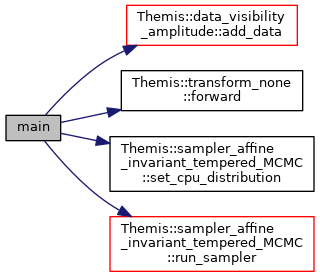 main
Themis::data_visibility
_amplitude::add_data
Themis::transform_none
::forward
Themis::sampler_affine
_invariant_tempered_MCMC
::set_cpu_distribution
Themis::sampler_affine
_invariant_tempered_MCMC
::run_sampler